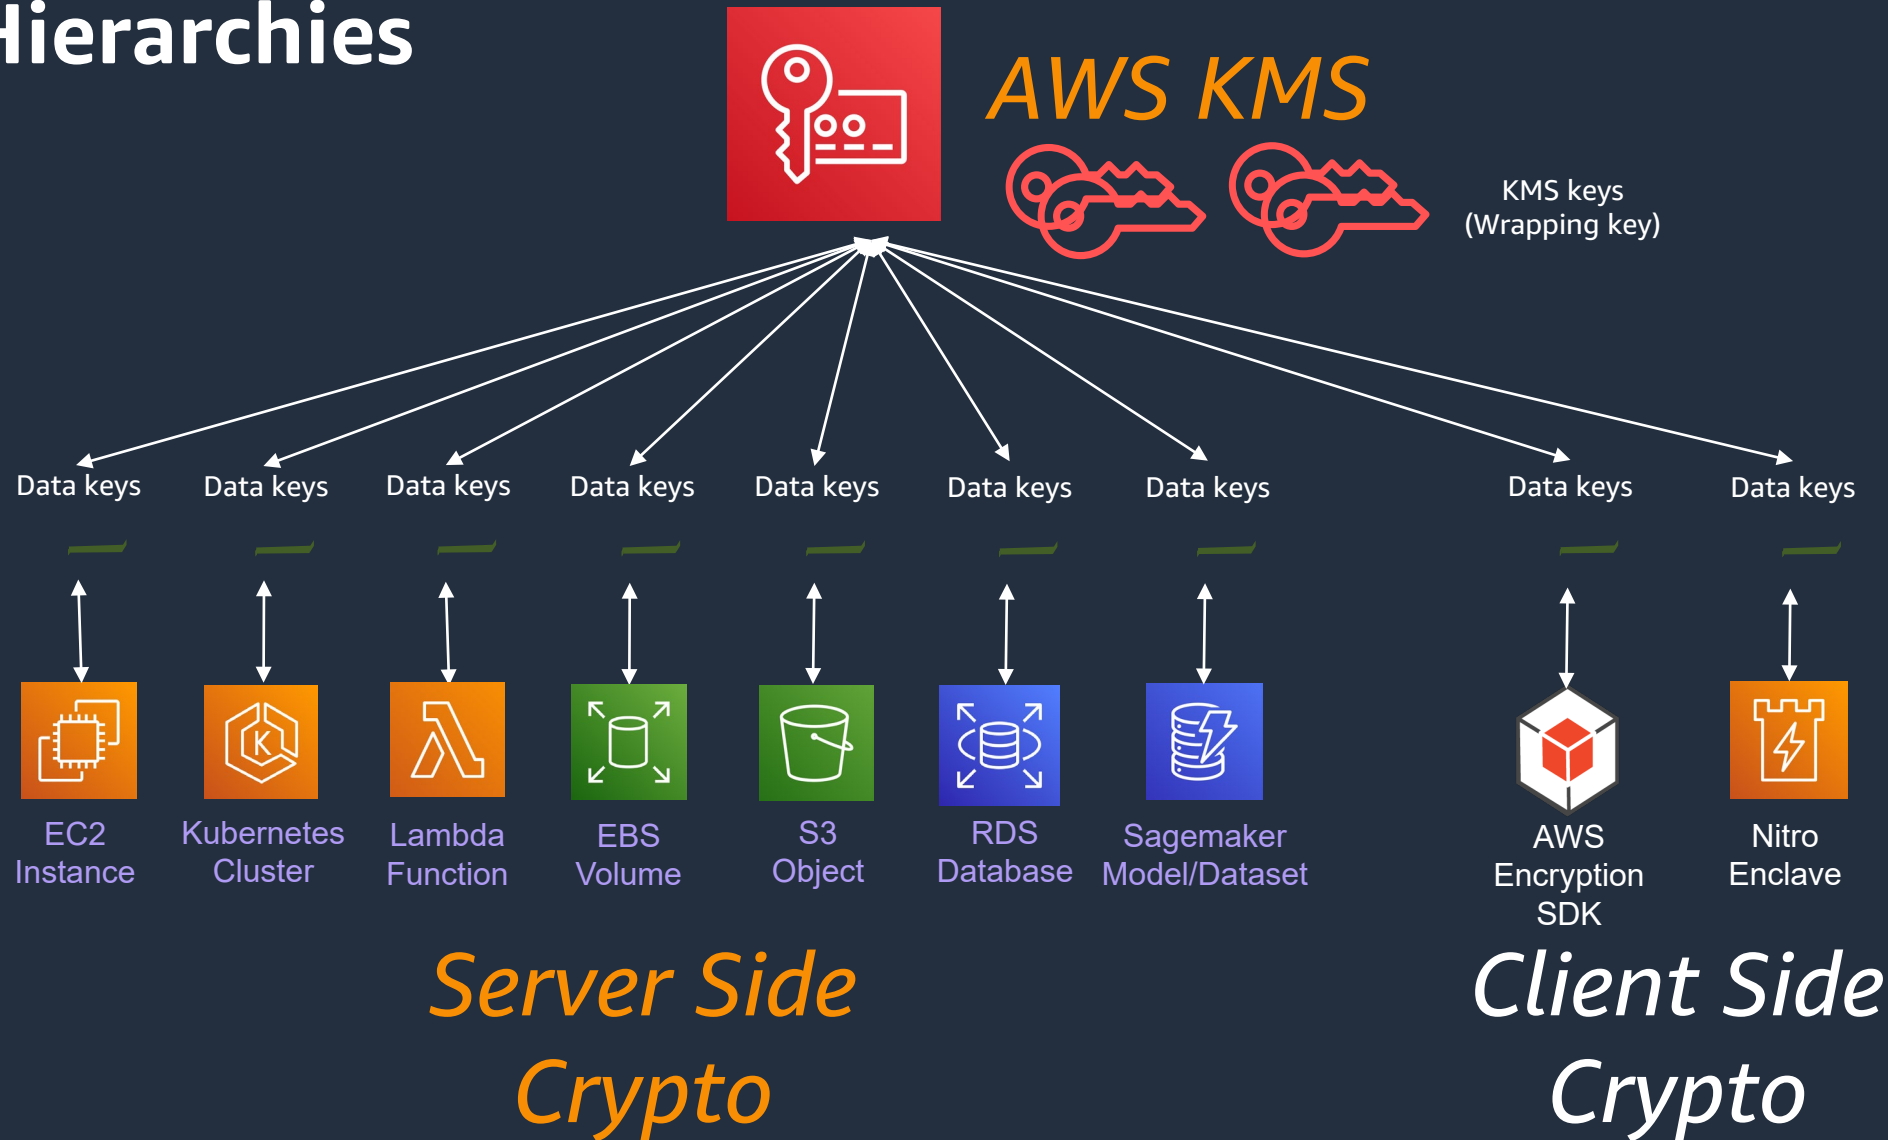 Hierarchies
AWS KMS
KMS keys
(Wrapping key)
Data keys
Data keys
Data keys
Data keys
Data keys
Data keys
Data keys
Data keys
Data keys
K
EC2
Instance
Kubernetes
Cluster
Lambda
Function
EBS
Volume
S3
Object
RDS
Database
Sagemaker
Model/Dataset
AWS
Encryption
SDK
Nitro
Enclave
Server Side
Crypto
Client Side
Crypto